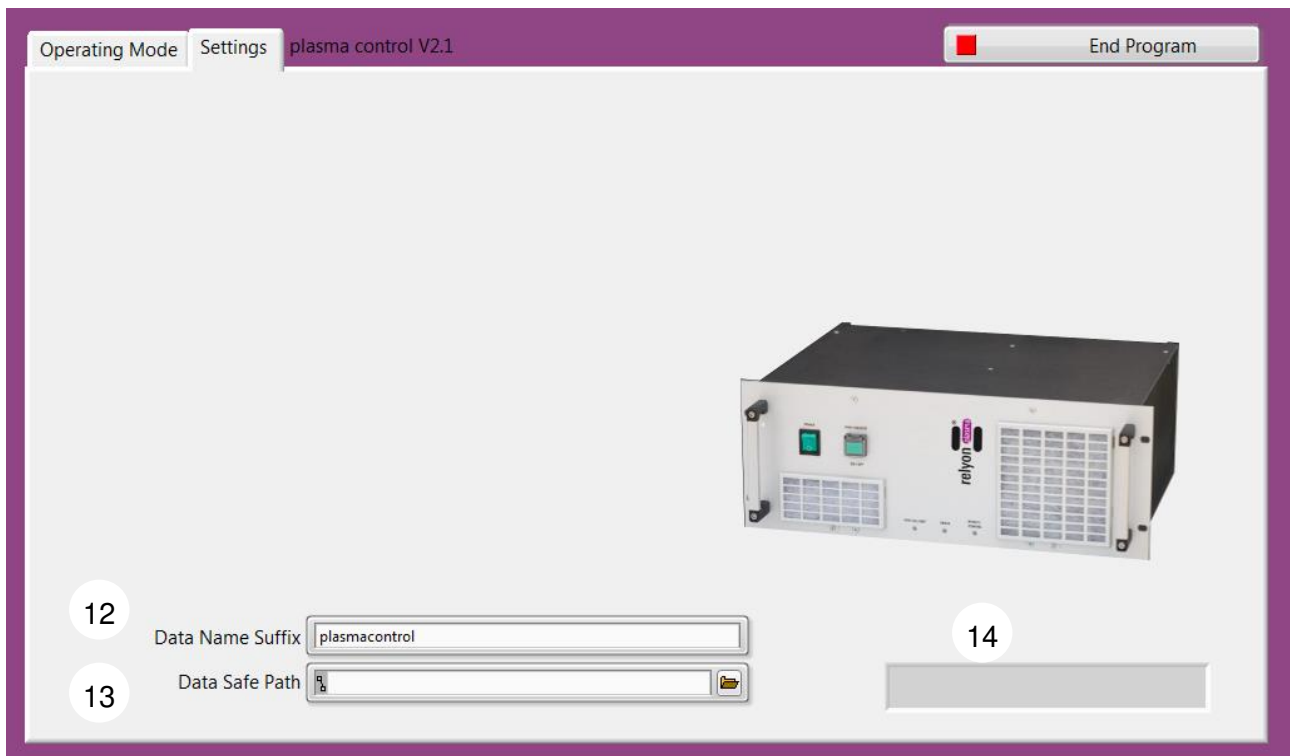 Operating Mode Settings plasma control V2.1 End Program
relyon plasma
12
Data Name Suffix plasmacontrol
14
13 Data Safe Path